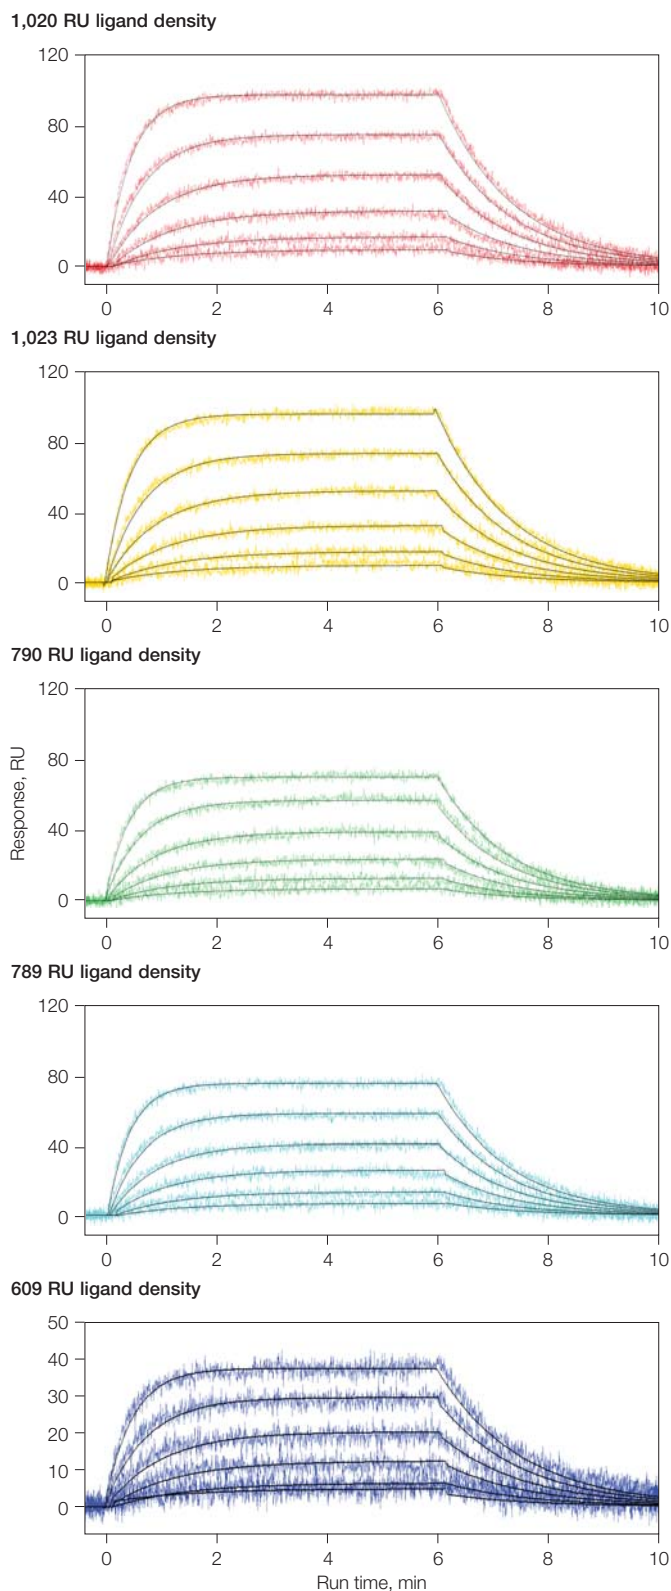 1,020 RU ligand density
120
80
40
0
0 2 4 6 8 10
1,023 RU ligand density
120
80
40
0
0 2 4 6 8 10
790 RU ligand density
120
80
40
0
0 2 4 6 8 10
Response, RU
789 RU ligand density
120
80
40
0
0 2 4 6 8 10
609 RU ligand density
50
40
30
20
10
0
0 2 4 6 8 10
Run time, min